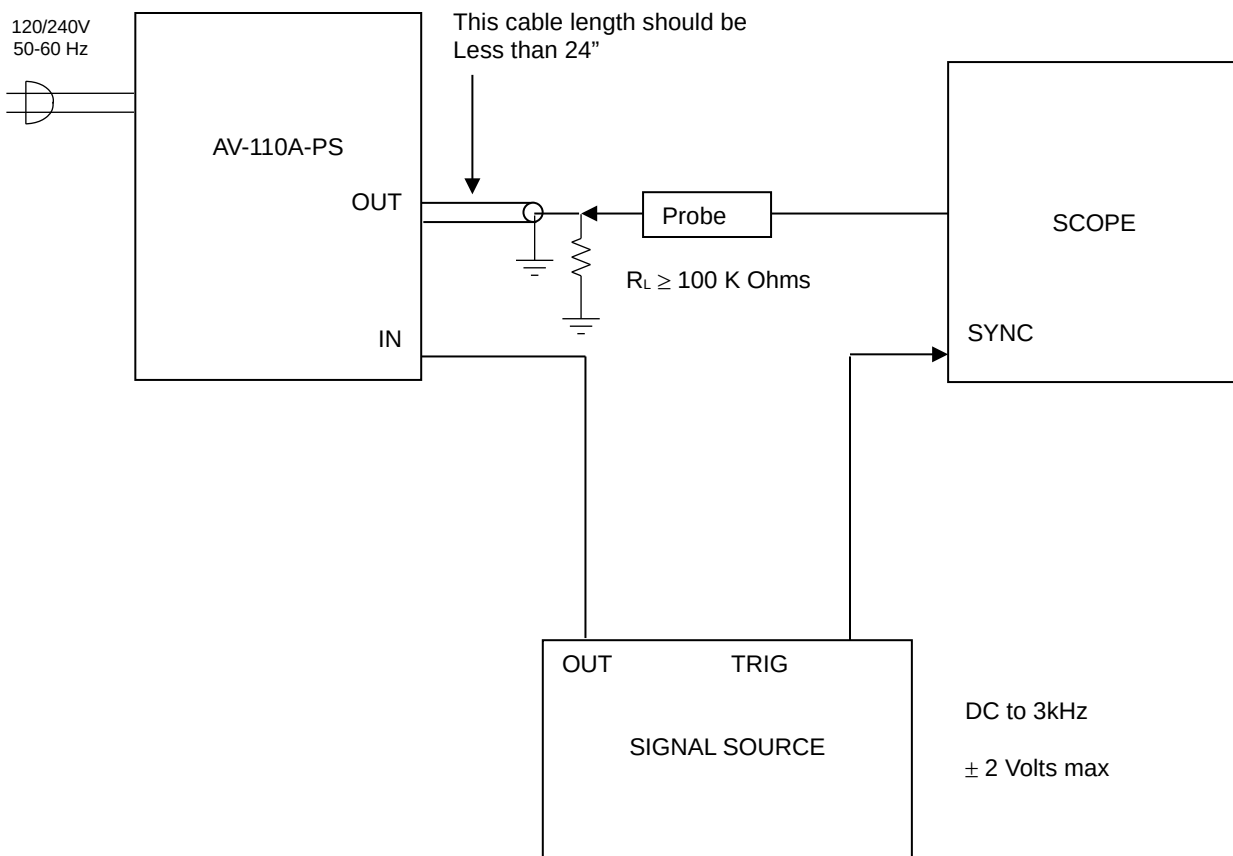 120/240V
50-60 Hz
This cable length should be
Less than 24”
AV-110A-PS
OUT
Probe
SCOPE
RL ≥ 100 K Ohms
IN
SYNC
OUT
TRIG
SIGNAL SOURCE
DC to 3kHz
± 2 Volts max